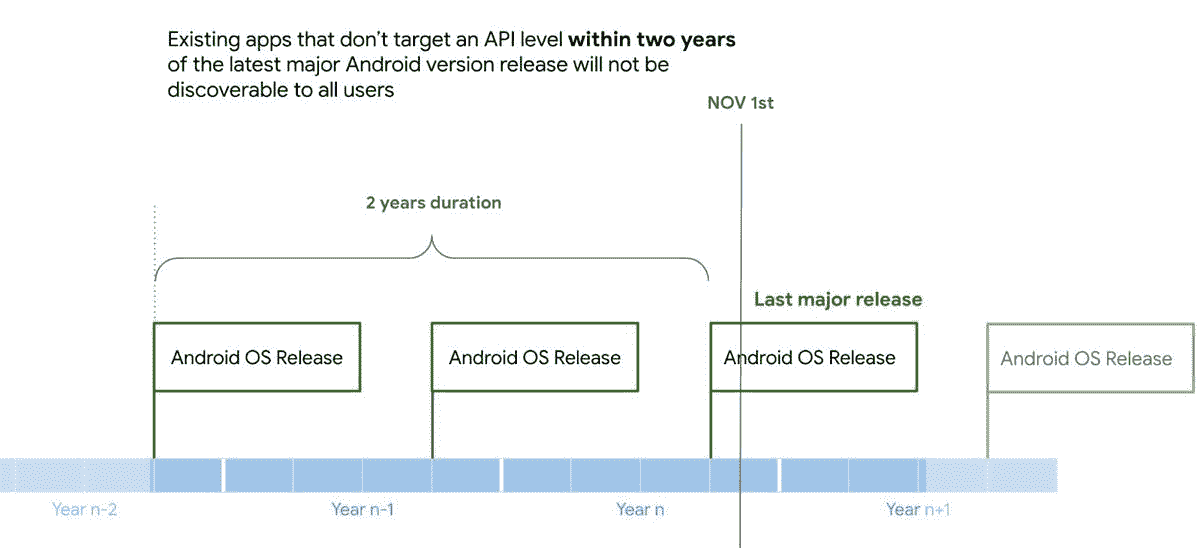 Existing apps that don’t target an API level within two years
of the latest major Android version release will not be
discoverable to all users
NOV 1st
2 years duration
Last major release
Android OS Release
Android OS Release
Android OS Release
Android OS Release
Year n-2
Year n-1
Year n
Year n+1